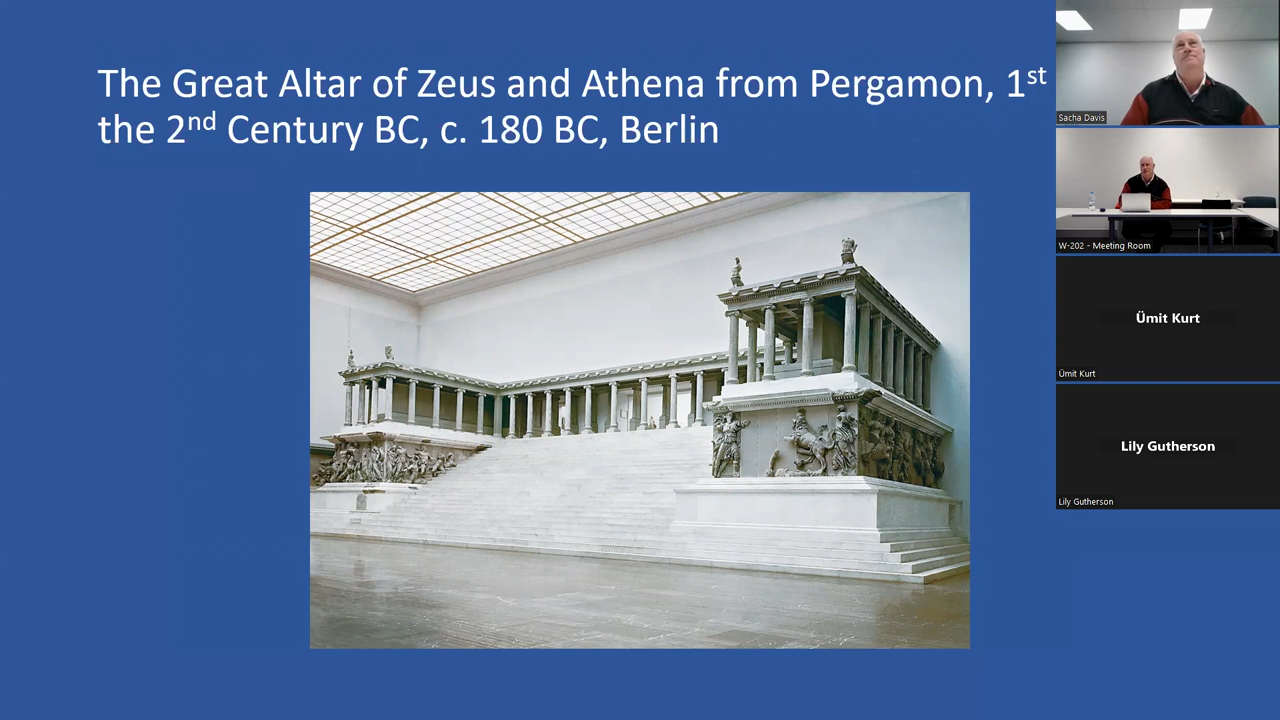 The Great Altar of Zeus and Athena from Pergamon, 1st
the 2nd Century BC, c. 180 BC, Berlin
Sacha Davis
W-202 - Meeting Room
Ümit Kurt
Ümit Kurt
Lily Gutherson
Lily Gutherson